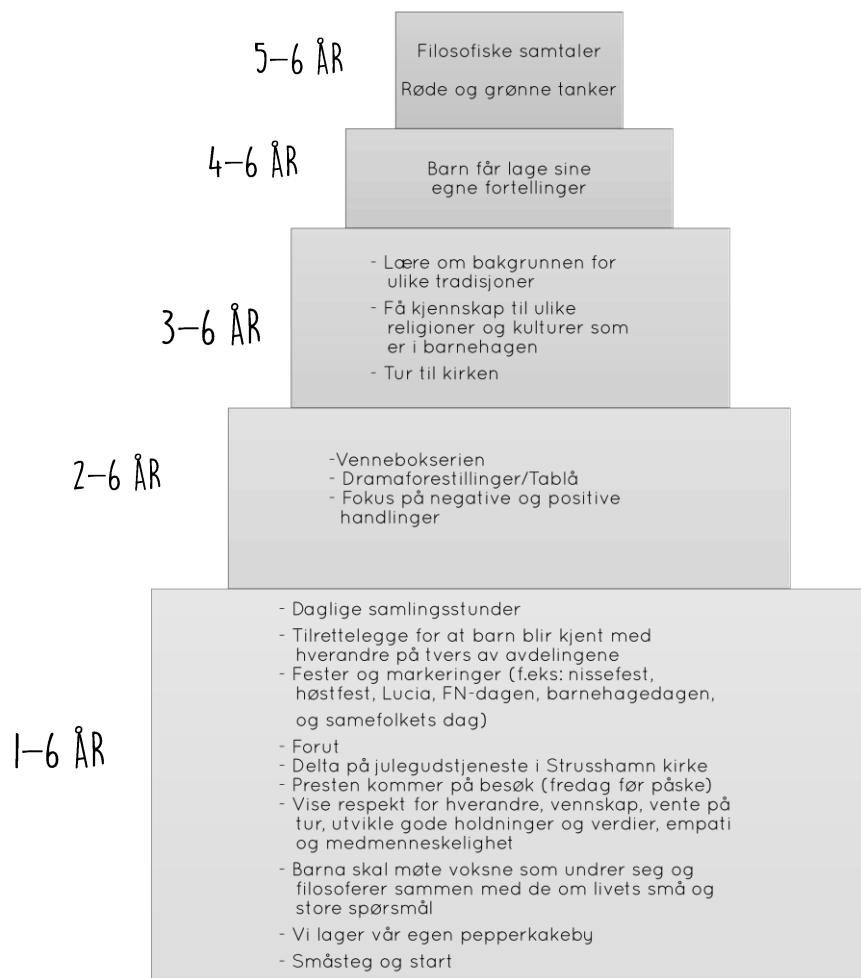 5-6 ÅR
Filosofiske samtaler
Røde og grønne tanker
4-6 ÅR
Barn får lage sine
egne fortellinger
3-6 ÅR
- Lære om bakgrunnen for
ulike tradisjoner
- Få kjennskap til ulike
religioner og kulturer som
er i barnehagen
- Tur til kirken
2-6 ÅR
-Vennebokserien
- Dramaforestillinger/Tablå
- Fokus på negative og positive
handlinger
1-6 ÅR
- Daglige samlingsstunder
- Tilrettelegge for at barn blir kjent med
hverandre på tvers av avdelingene
- Fester og markeringer (f.eks: nissefest,
høstfest, Lucia, FN-dagen, barnehagedagen,
og samefolkets dag)
- Forut
- Delta på julegudstjeneste i Strusshamn kirke
- Presten kommer på besøk (fredag før påske)
- Vise respekt for hverandre, vennskap, vente på
tur, utvikle gode holdninger og verdier, empati
og medmenneskelighet
- Barna skal møte voksne som undrer seg og
filosoferer sammen med de om livets små og
store spørsmål
- Vi lager vår egen pepperkakeby
- Småsteg og start